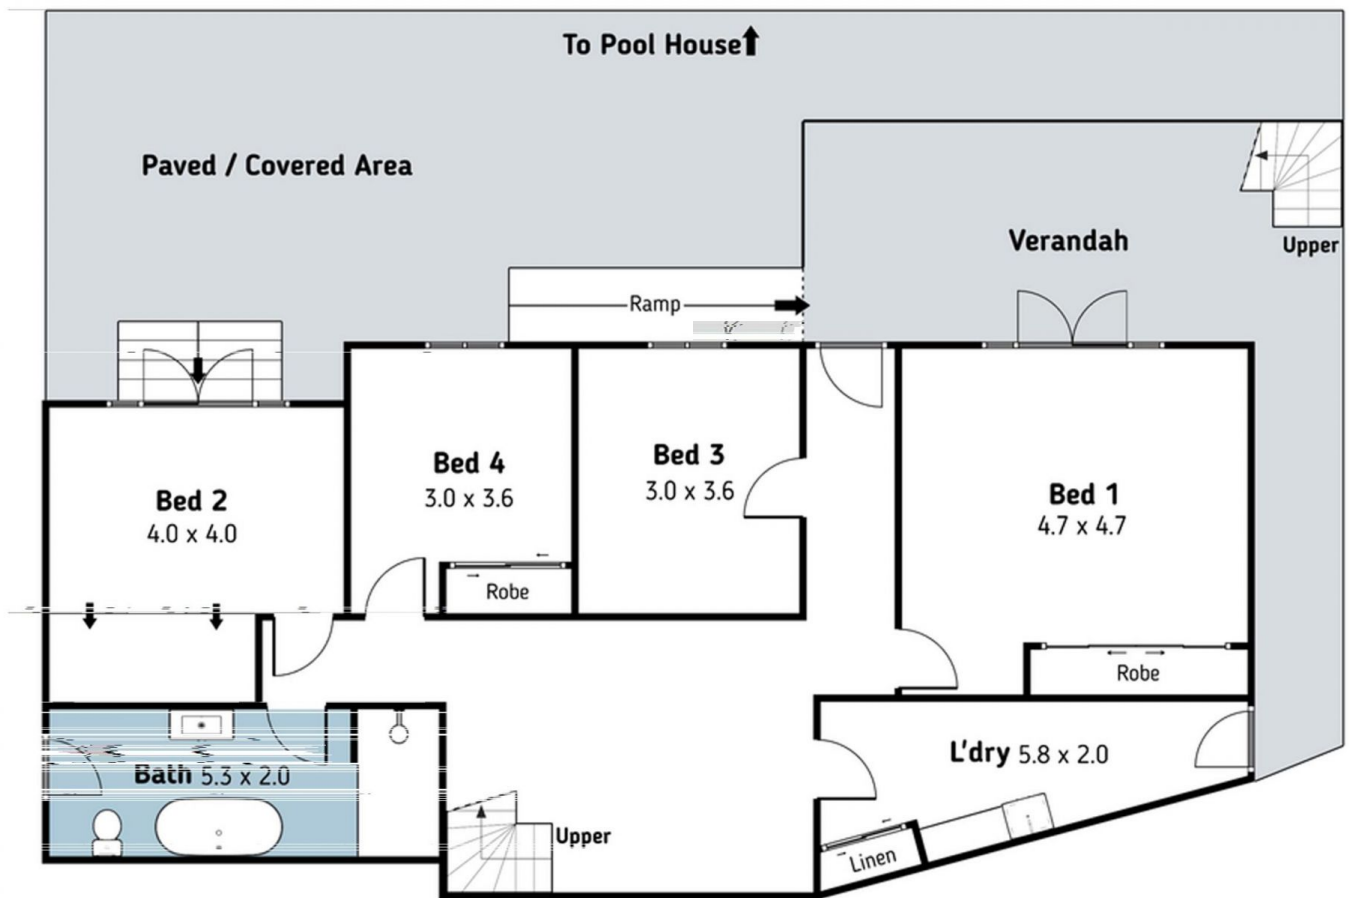 To Pool House
Paved / Covered Area
Verandah
Upper
Ramp
Bed 4
3.0 x 3.6
Bed 3
3.0 x 3.6
Bed 2
4.0 x 4.0
Bed 1
4.7 x 4.7
Robe
Robe
Bath 5.3 x 2.0
L'dry 5.8 x 2.0
Upper
Linen